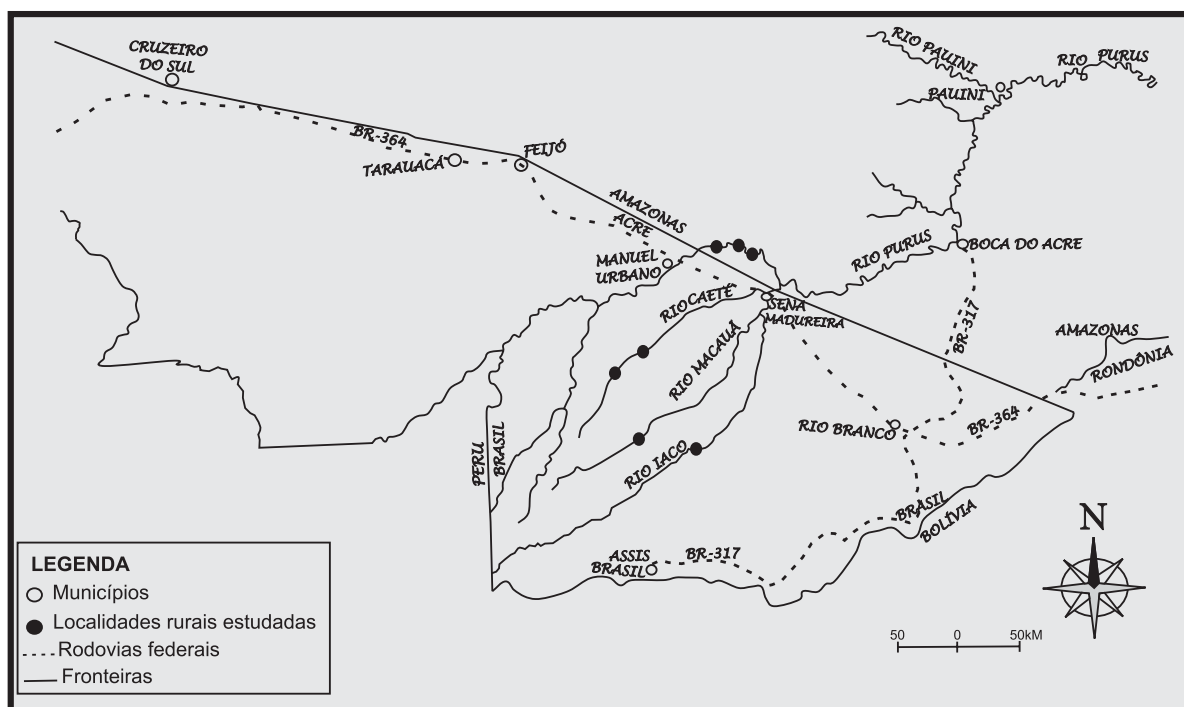 CRUZEIRO
DO SUL
BR-364
TARAUACÁ
FEIJÓ
AMAZONAS
ACRE
MANUEL
URBANO
RIO CAETÉ
SENA
MADUREIRA
RIO MACAUÃ
RIO IACO
RIO PAUINI
PAUINI
RIO PURUS
RIO PURUS
BOCA DO ACRE
BR-317
AMAZONAS
RONDÔNIA
BR-364
RIO BRANCO
PERU
BRASIL
BRASIL
BOLÍVIA
ASSIS
BRASIL
BR-317
N
50 0 50kM
LEGENDA
Municípios
Localidades rurais estudadas
Rodovias federais
Fronteiras